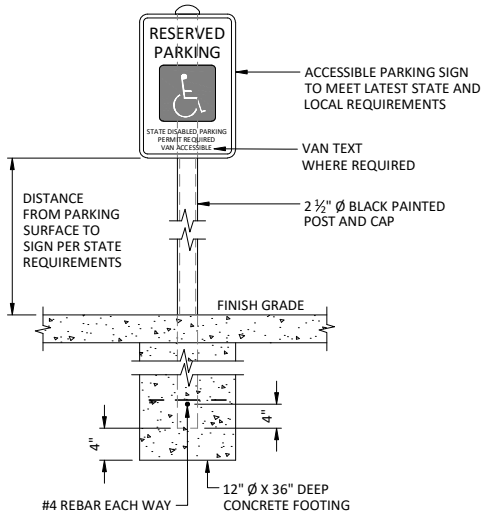 RESERVED
PARKING
STATE DISABLED PARKING
PERMIT REQUIRED
VAN ACCESSIBLE
ACCESSIBLE PARKING SIGN
TO MEET LATEST STATE AND
LOCAL REQUIREMENTS
VAN TEXT
WHERE REQUIRED
DISTANCE
FROM PARKING
SURFACE TO
SIGN PER STATE
REQUIREMENTS
2 ½" Ø BLACK PAINTED
POST AND CAP
FINISH GRADE
4"
4"
#4 REBAR EACH WAY
12" Ø X 36" DEEP
CONCRETE FOOTING